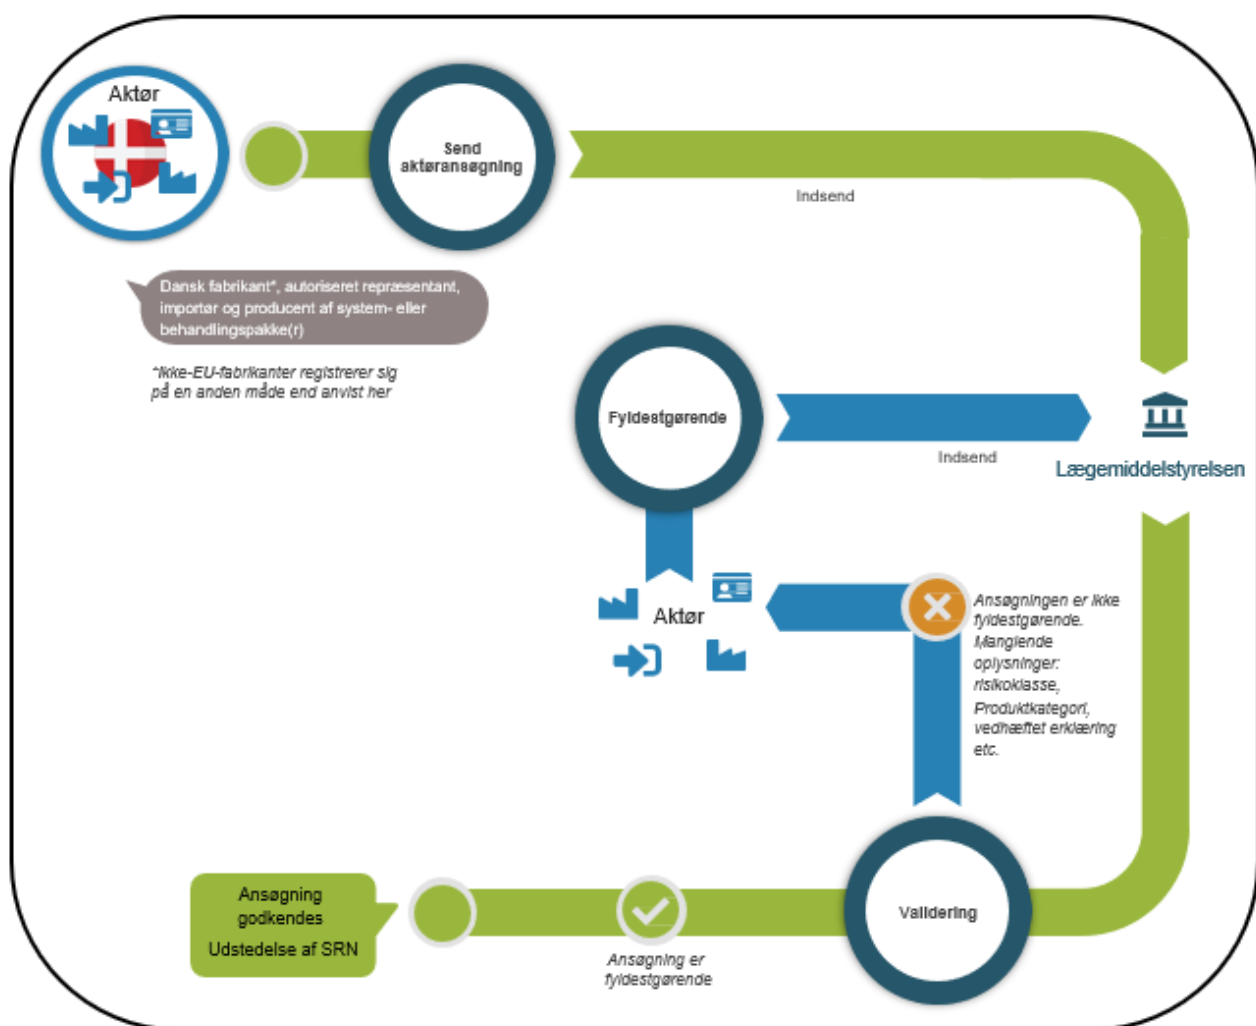 Aktør
Send
aktøransøgning
Indsend
Dansk fabrikant*, autoriseret repræsentant,
importør og producent af system- eller
behandlingspakke(r)
*Ikke-EU-fabrikanter registrerer sig
på en anden måde end anvist her
Fyldestgørende
Indsend
Lægemiddelstyrelsen
Aktør
Ansøgningen er ikke
fyldestgørende.
Manglende
oplysninger:
risikoklasse,
Produktkategori,
vedhæftet erklæring
etc.
Validering
Ansøgning
godkendes
Udstedelse af SRN
Ansøgning er
fyldestgørende